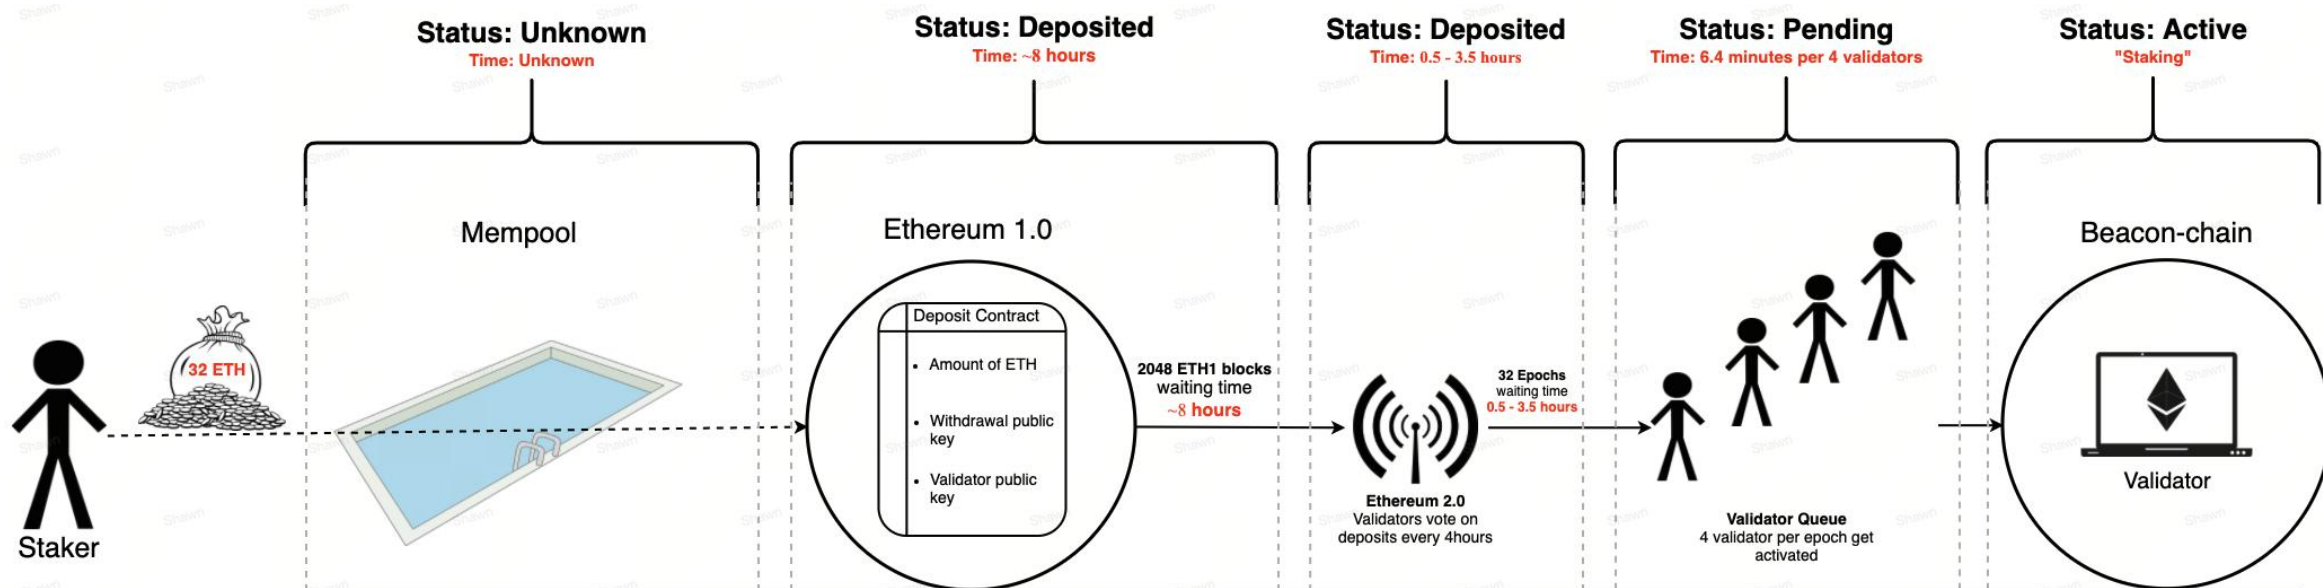 Status: Unknown
Time: Unknown
Status: Deposited
Time: ~8 hours
Status: Deposited
Time: 0.5 - 3.5 hours
Status: Pending
Time: 6.4 minutes per 4 validators
Status: Active
"Staking"
Staker
32 ETH
Mempool
Ethereum 1.0
Deposit Contract
• Amount of ETH
• Withdrawal public
key
• Validator public
key
2048 ETH1 blocks
waiting time
~8 hours
Ethereum 2.0
Validators vote on
deposits every 4hours
32 Epochs
waiting time
0.5 - 3.5 hours
Validator Queue
4 validator per epoch get
activated
Beacon-chain
Validator
Shawn